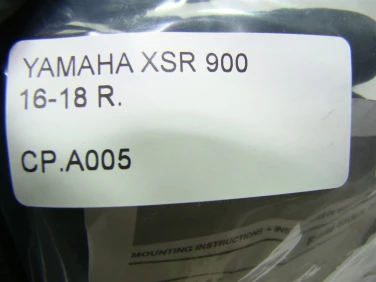 YAMAHA XSR 900
16-18 R.
CP.A005
MOUNTING INSTRUCTIONS